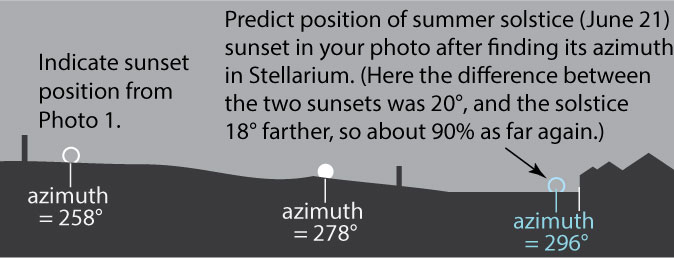 Indicate sunset
position from
Photo 1.
Predict position of summer solstice (June 21)
sunset in your photo after finding its azimuth
in Stellarium. (Here the difference between
the two sunsets was 20°, and the solstice
18° farther, so about 90% as far again.)
azimuth
= 258°
azimuth
= 278°
azimuth
= 296°